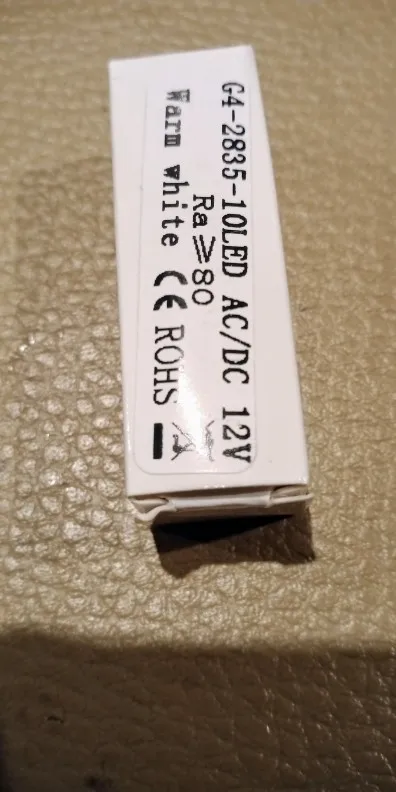 G4-2835-10LED AC/DC 12V
Ra≥80
Warm white CE ROHS